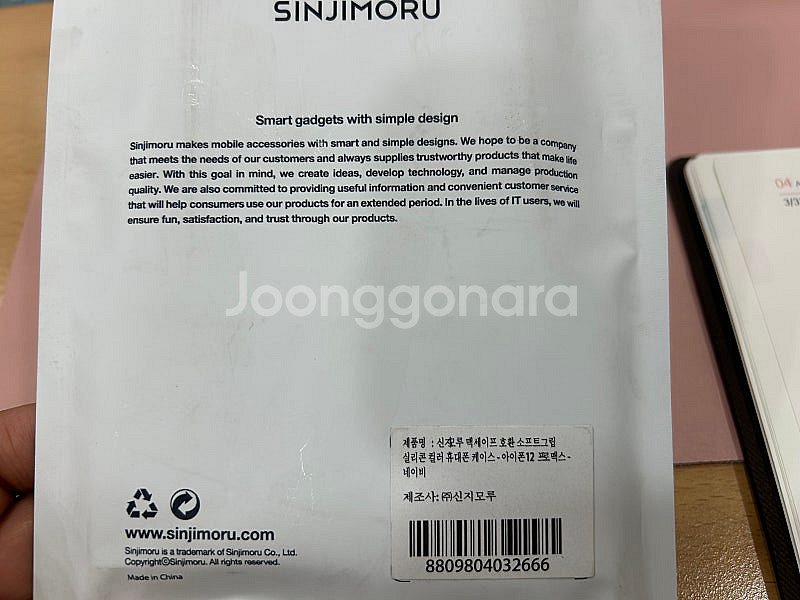 SINJIMORU
Smart gadgets with simple design
Sinjimoru makes mobile accessories with smart and simple designs. We hope to be a company
that meets the needs of our customers and always supplies trustworthy products that make life
easier. With this goal in mind, we create ideas, develop technology, and manage production
quality. We are also committed to providing useful information and convenient customer service
that will help consumers use our products for an extended period. In the lives of IT users, we will
ensure fun, satisfaction, and trust through our products.
Joonggonara
제품명 : 신지모루 맥세이프 호환 소프트그립
실리콘 컬러 휴대폰 케이스 - 아이폰12 프로맥스 -
네이비
제조사: ㈜신지모루
8809804032666
www.sinjimoru.com
Sinjimoru is a trademark of Sinjimoru Co., Ltd.
CopyrightⓒSinjimoru. All rights reserved.
Made in China
04